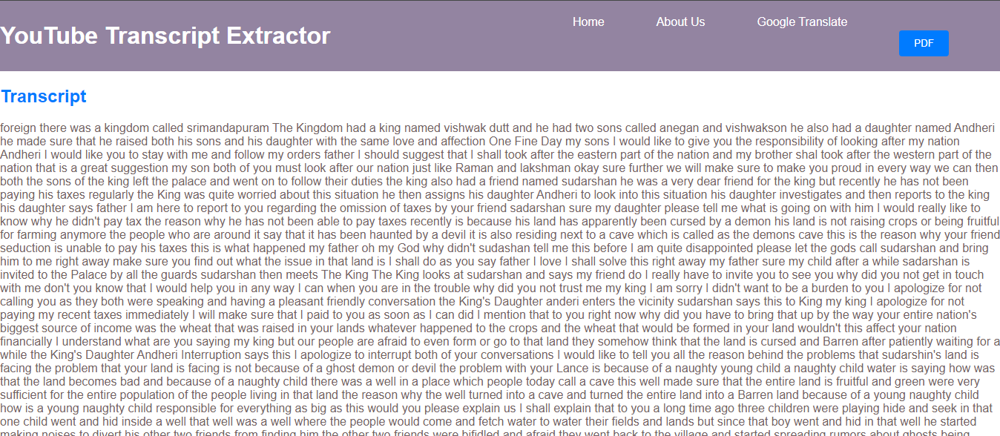 YouTube Transcript Extractor
Home
About Us
Google Translate
PDF
Transcript
foreign there was a kingdom called srimandapuram The Kingdom had a king named vishwak dutt and he had two sons called anegan and vishwakson he also had a daughter named Andheri
he made sure that he raised both his sons and his daughter with the same love and affection One Fine Day my sons I would like to give you the responsibility of looking after my nation
Andheri I would like you to stay with me and follow my orders father I should suggest that I shall took after the eastern part of the nation and my brother shal took after the western part of the
nation that is a great suggestion my son both of you must look after our nation just like Raman and lakshman okay sure further we will make sure to make you proud in every way we can then
both the sons of the king left the palace and went on to follow their duties the king also had a friend named sudarshan he was a very dear friend for the king but recently he has not been
paying his taxes regularly the King was quite worried about this situation he then assigns his daughter Andheri to look into this situation his daughter investigates and then reports to the king
his daughter says father I am here to report to you regarding the omission of taxes by your friend sadarshan sure my daughter please tell me what is going on with him I would really like to
know why he didn't pay tax the reason why he has not been able to pay taxes recently is because his land has apparently been cursed by a demon his land is not raising crops or being fruitful
for farming anymore the people who are around it say that it has been haunted by a devil it is also residing next to a cave which is called as the demons cave this is the reason why your friend
seduction is unable to pay his taxes this is what happened my father oh my God why didn't sudashan tell me this before I am quite disappointed please let the gods call sudarshan and bring
him to me right away make sure you find out what the issue in that land is I shall do as you say father I love I shall solve this right away my father sure my child after a while sadarshan is
invited to the Palace by all the guards sudarshan then meets The King The King looks at sudarshan and says my friend do I really have to invite you to see you why did you not get in touch
with me don't you know that I would help you in any way I can when you are in the trouble why did you not trust me my king I am sorry I didn't want to be a burden to you I apologize for not
calling you as they both were speaking and having a pleasant friendly conversation the King's Daughter anderi enters the vicinity sudarshan says this to King my king I apologize for not
paying my recent taxes immediately I will make sure that I paid to you as soon as I can did I mention that to you right now why did you have to bring that up by the way your entire nation's
biggest source of income was the wheat that was raised in your lands whatever happened to the crops and the wheat that would be formed in your land wouldn't this affect your nation
financially I understand what are you saying my king but our people are afraid to even form or go to that land they somehow think that the land is cursed and Barren after patiently waiting for a
while the King's Daughter Andheri Interruption says this I apologize to interrupt both of your conversations I would like to tell you all the reason behind the problems that sudarshin's land is
facing the problem that your land is facing is not because of a ghost demon or devil the problem with your Lance is because of a naughty young child a naughty child water is saying how was
that the land becomes bad and because of a naughty child there was a well in a place which people today call a cave this well made sure that the entire land is fruitful and green were very
sufficient for the entire population of the people living in that land the reason why the well turned into a cave and turned the entire land into a Barren land because of a young naughty child
how is a young naughty child responsible for everything as big as this would you please explain us I shall explain that to you a long time ago three children were playing hide and seek in that
one child went and hid inside a well that well was a well where the people would come and fetch water to water their fields and lands but since that boy went and hid in that well he started
making noises to divert his other two friends from finding him the other two friends were bifidled and afraid they went back to the village and started spreading rumors about ghosts being